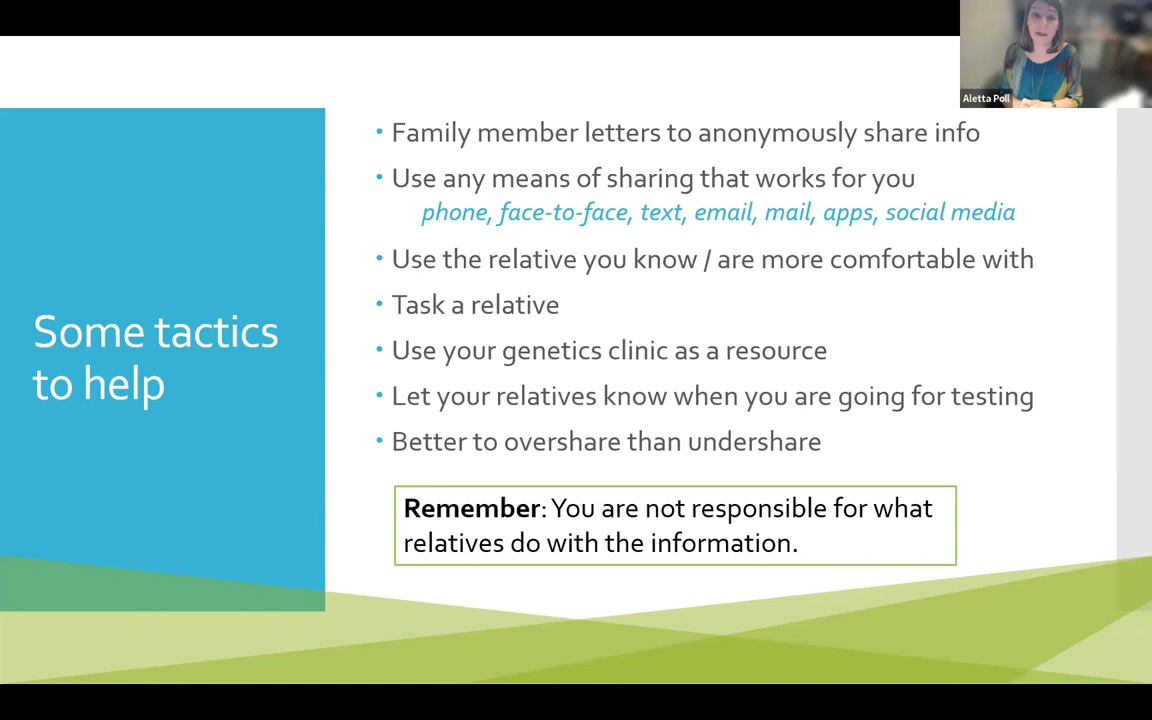 Aletta Poll
Some tactics
to help
• Family member letters to anonymously share info
• Use any means of sharing that works for you
phone, face-to-face, text, email, mail, apps, social media
• Use the relative you know / are more comfortable with
• Task a relative
• Use your genetics clinic as a resource
• Let your relatives know when you are going for testing
• Better to overshare than undershare
Remember: You are not responsible for what
relatives do with the information.